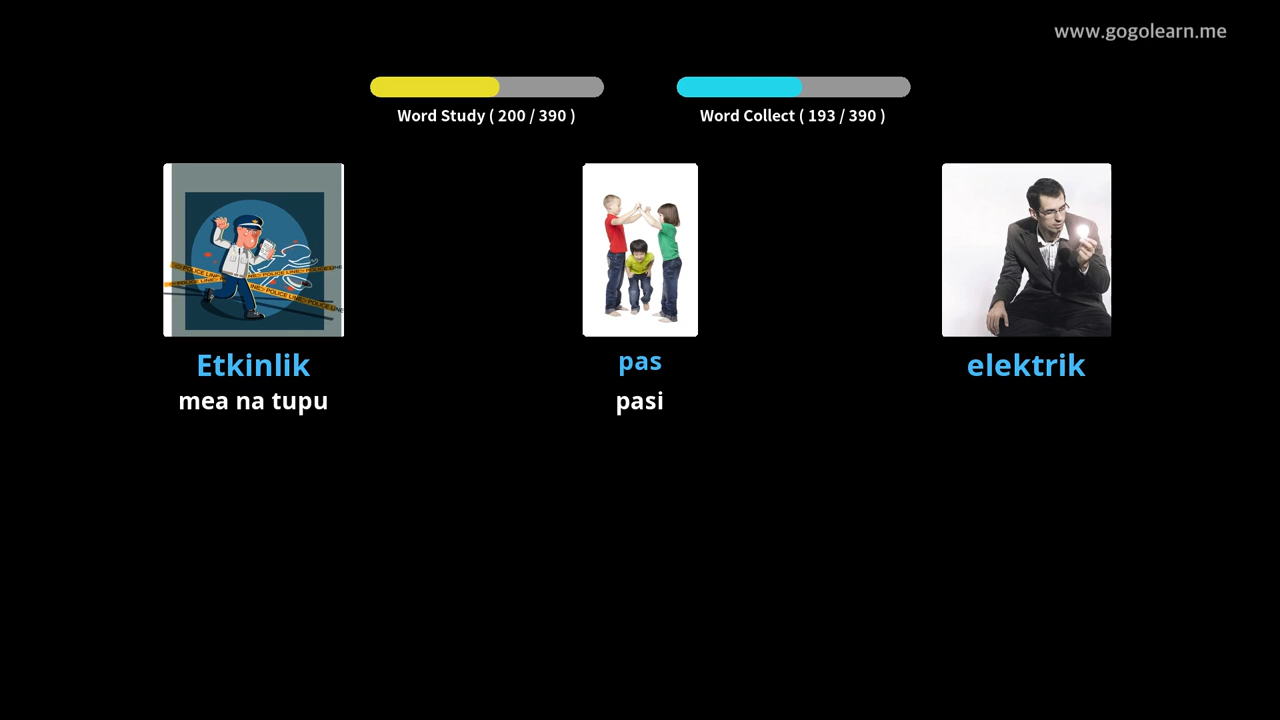 www.gogolearn.me
Word Study ( 200 / 390 )
Word Collect ( 193 / 390 )
Etkinlik
mea na tupu
pas
pasi
elektrik